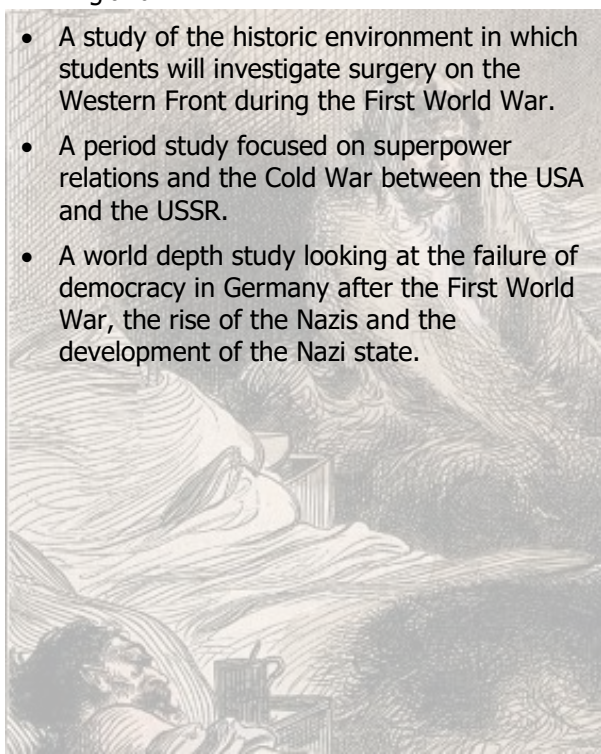 • A study of the historic environment in which
students will investigate surgery on the
Western Front during the First World War.
• A period study focused on superpower
relations and the Cold War between the USA
and the USSR.
• A world depth study looking at the failure of
democracy in Germany after the First World
War, the rise of the Nazis and the
development of the Nazi state.